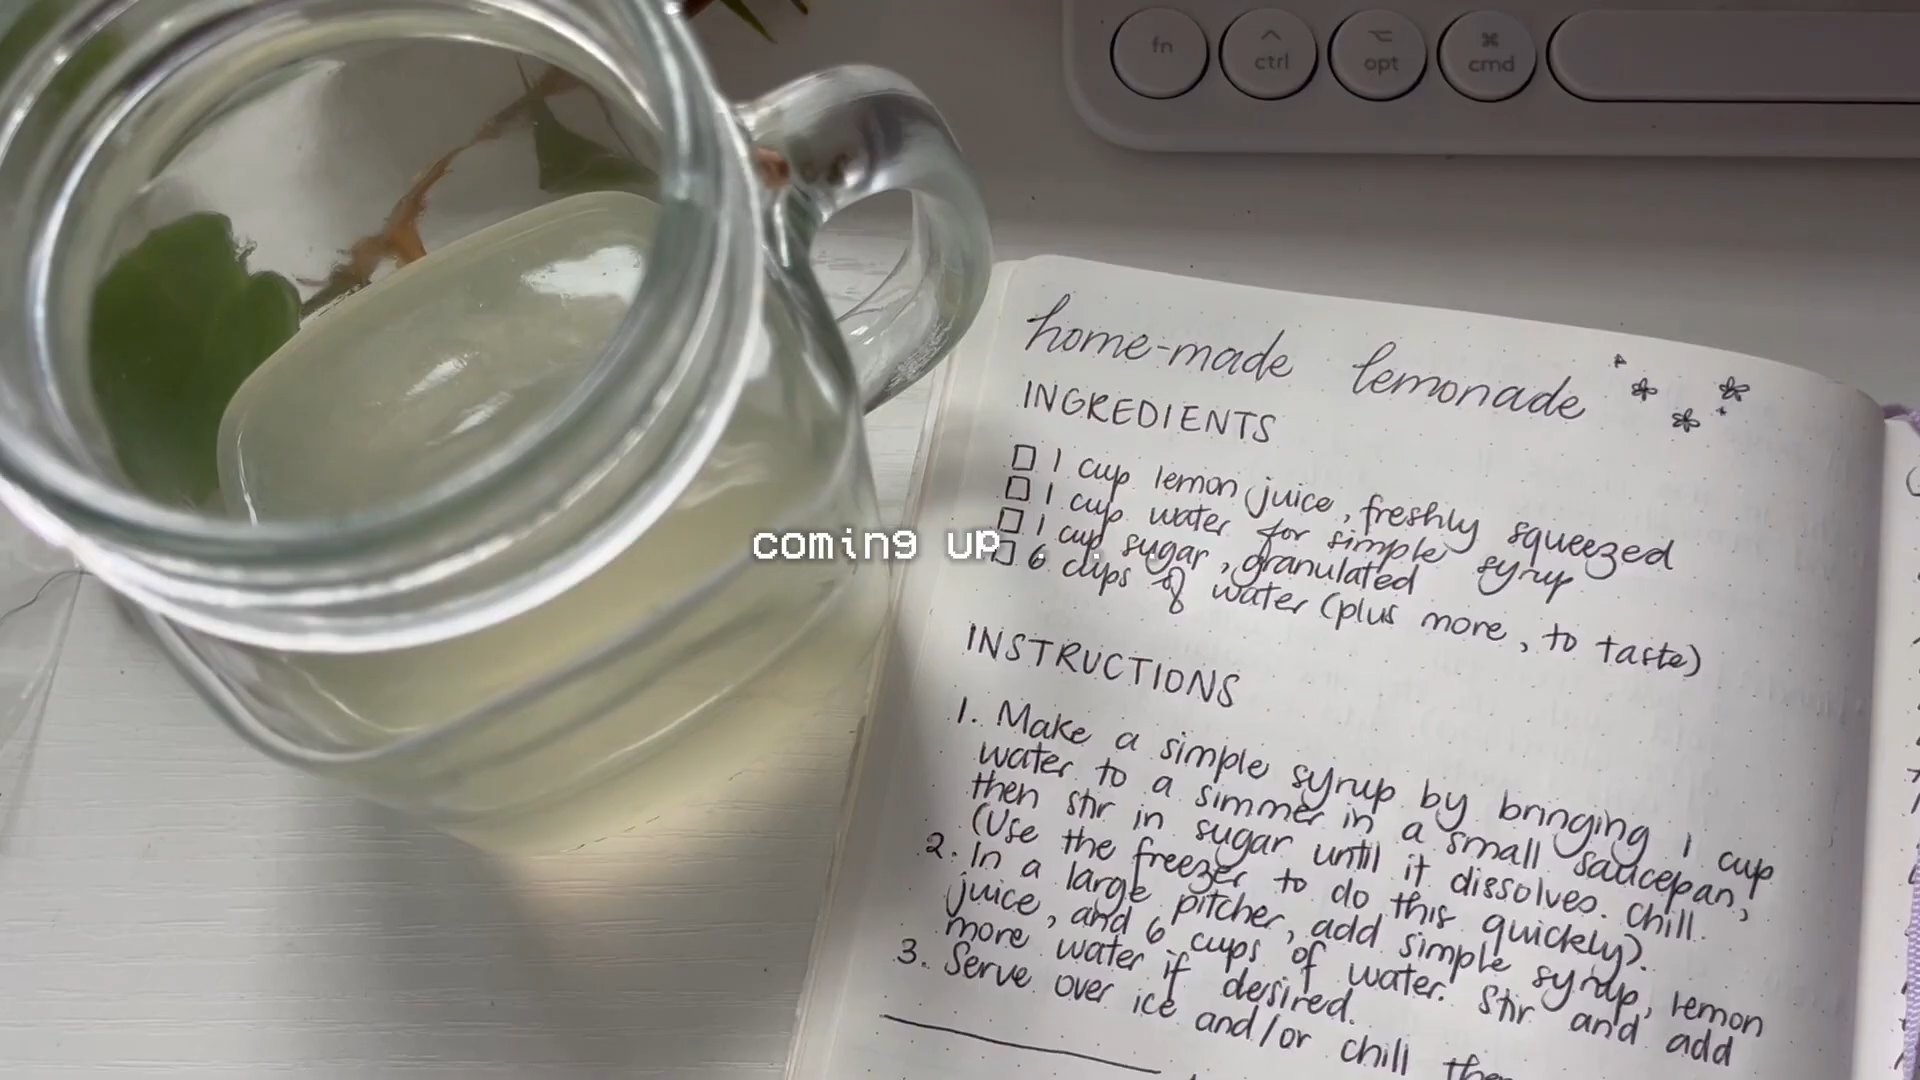 fn
ctrl
opt
cmd
home-made lemonade
INGREDIENTS
1 cup lemon juice, freshly squeezed
1 cup water for simple syrup
1 cup sugar, granulated
6 cups of water (plus more, to taste)
coming up . .
INSTRUCTIONS
1. Make a simple syrup by bringing 1 cup
water to a simmer in a small saucepan,
then stir in sugar until it dissolves. Chill.
(Use the freezer to do this quickly).
2. In a large pitcher, add simple syrup, lemon
juice, and 6 cups of water. Stir and add
more water if desired.
3. Serve over ice and/or chill